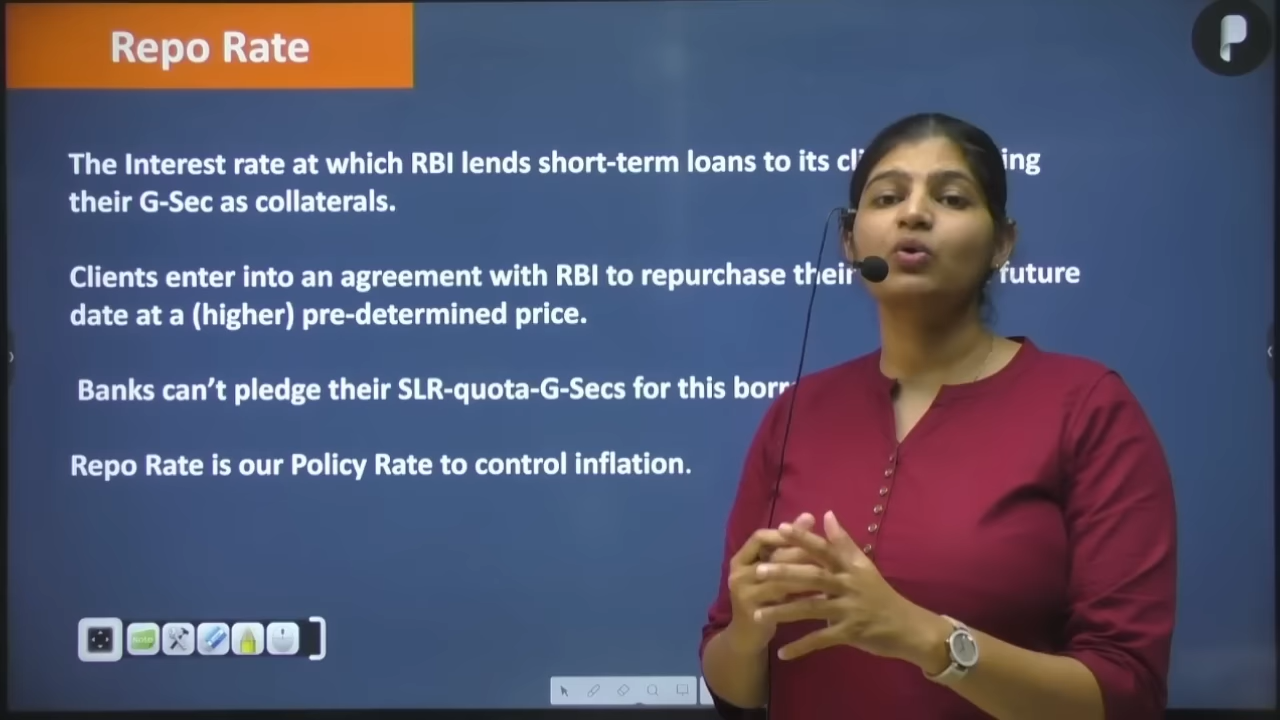 Repo Rate
The Interest rate at which RBI lends short-term loans to its
their G-Sec as collaterals.
Clients enter into an agreement with RBI to repurchase their future
date at a (higher) pre-determined price.
Banks can’t pledge their SLR-quota-G-Secs for this
Repo Rate is our Policy Rate to control inflation.